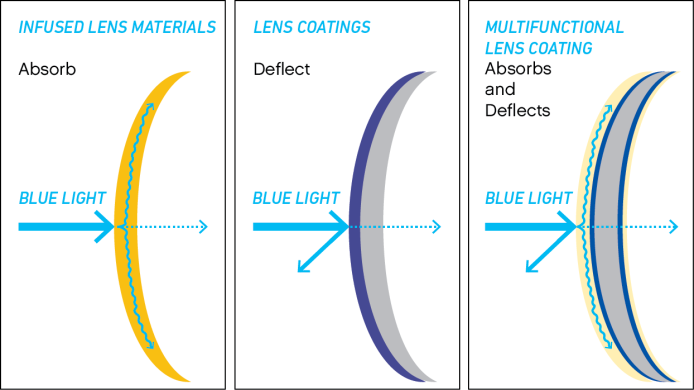 INFUSED LENS MATERIALS
Absorb
BLUE LIGHT
LENS COATINGS
Deflect
BLUE LIGHT
MULTIFUNCTIONAL
LENS COATING
Absorbs
and
Deflects
BLUE LIGHT